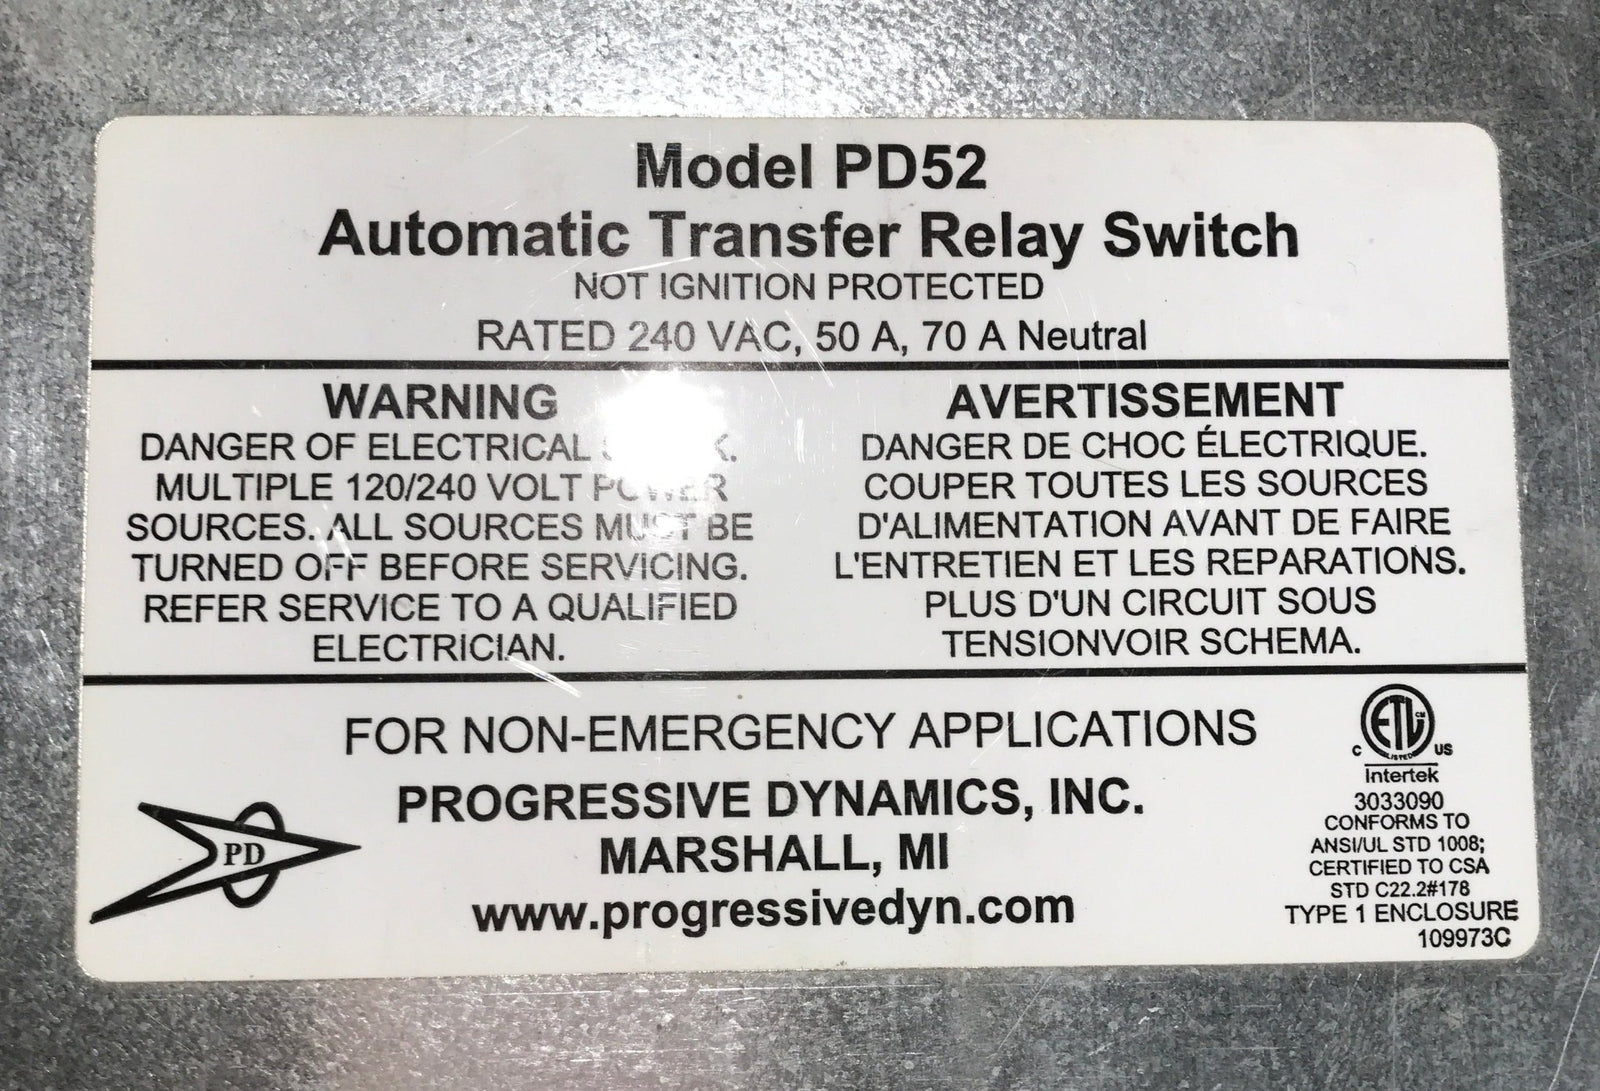 Model PD52
Automatic Transfer Relay Switch
NOT IGNITION PROTECTED
RATED 240 VAC, 50 A, 70 A Neutral
WARNING
DANGER OF ELECTRICAL
MULTIPLE 120/240 VOLT POWER
SOURCES. ALL SOURCES MUST BE
TURNED OFF BEFORE SERVICING.
REFER SERVICE TO A QUALIFIED
ELECTRICIAN.
AVERTISSEMENT
DANGER DE CHOC ÉLECTRIQUE.
COUPER TOUTES LES SOURCES
D'ALIMENTATION AVANT DE FAIRE
L'ENTRETIEN ET LES REPARATIONS.
PLUS D'UN CIRCUIT SOUS
TENSIONVOIR SCHEMA.
FOR NON-EMERGENCY APPLICATIONS
PROGRESSIVE DYNAMICS, INC.
MARSHALL, MI
www.progressivedyn.com
PD
ETL CM
LISTED
C US
Intertek
3033090
CONFORMS TO
ANSI/UL STD 1008;
CERTIFIED TO CSA
STD C22.2#178
TYPE 1 ENCLOSURE
109973C